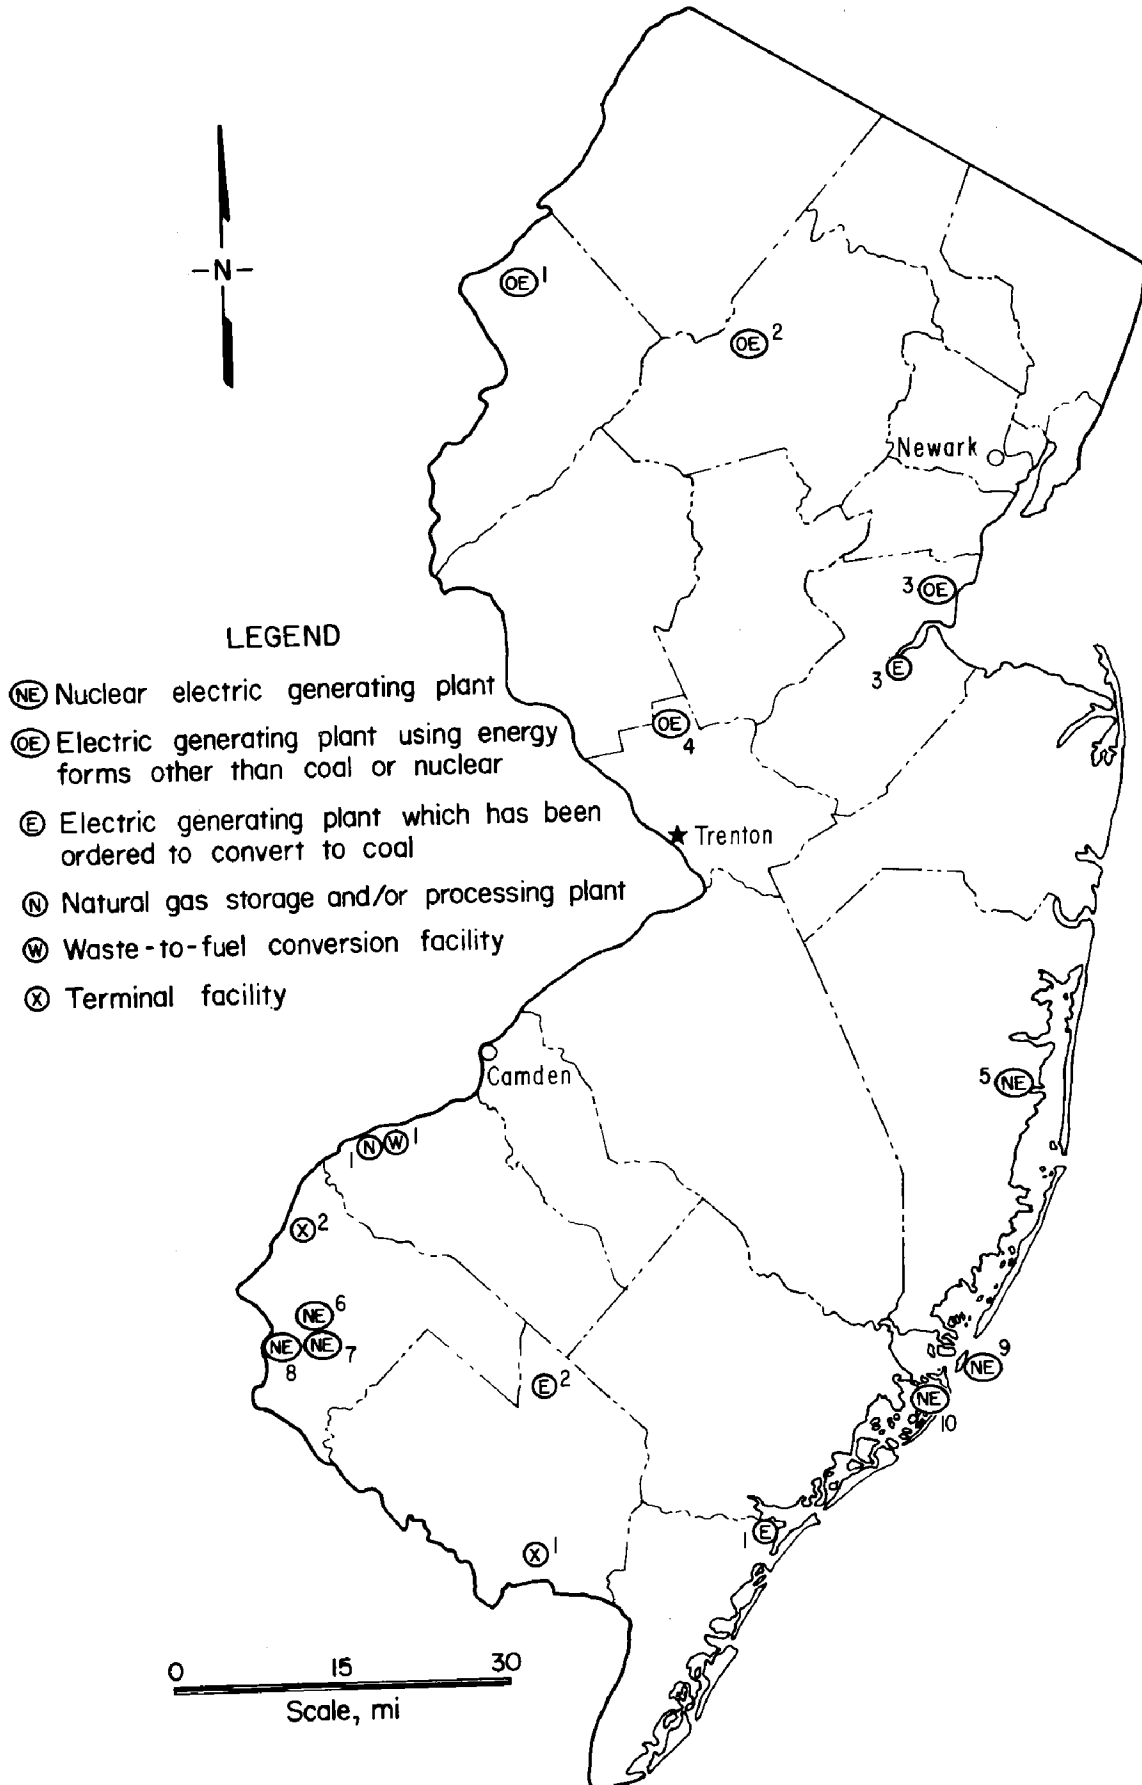 -N-
OE 1
OE 2
Newark
3 OE
3 E
LEGEND
NE Nuclear electric generating plant
OE Electric generating plant using energy
forms other than coal or nuclear
E Electric generating plant which has been
ordered to convert to coal
N Natural gas storage and/or processing plant
W Waste-to-fuel conversion facility
X Terminal facility
OE 4
Trenton
Camden
5 NE
1 N W 1
X 2
NE 6
NE 8
NE 7
E 2
NE 9
NE 10
1 E
X 1
0 15 30
Scale, mi